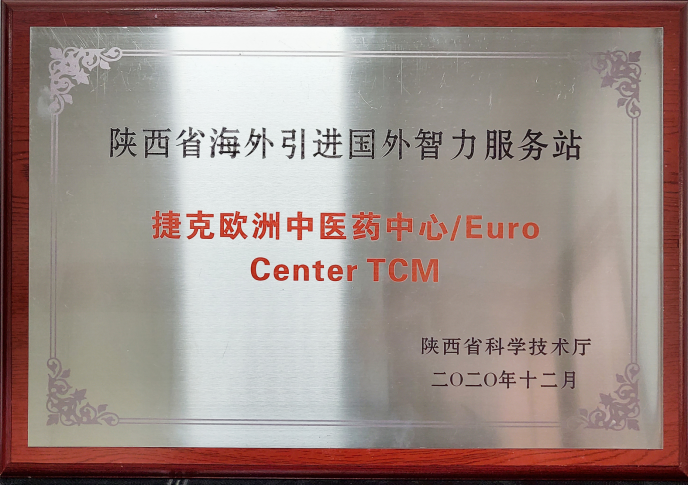 陕西省海外引进国外智力服务站
捷克欧洲中医药中心/Euro
Center TCM
陕西省科学技术厅
二〇二〇年十二月